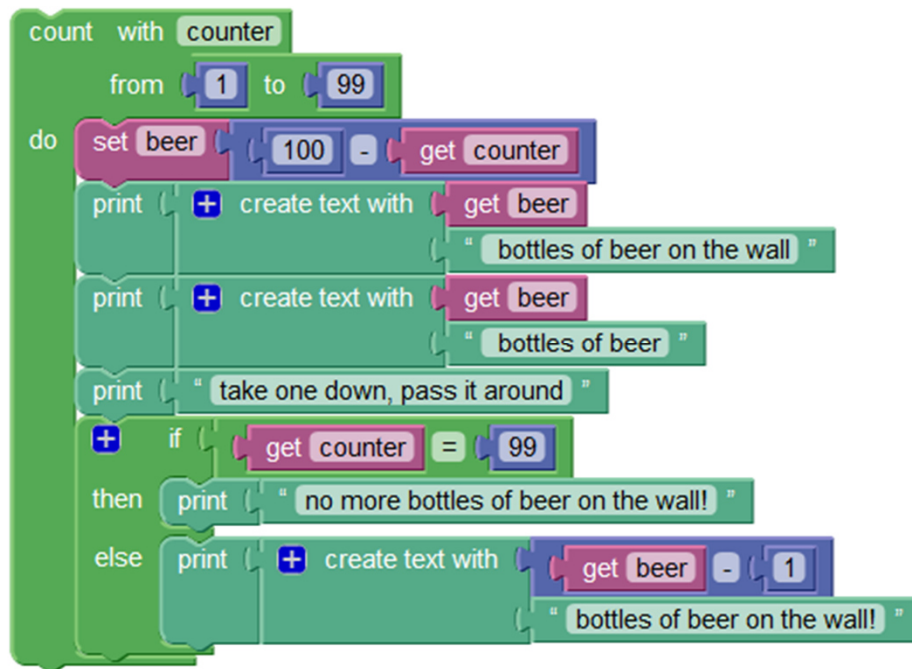 count with counter
from 1 to 99
do set beer 100 - get counter
print + create text with get beer
" bottles of beer on the wall "
print + create text with get beer
" bottles of beer "
print " take one down, pass it around "
+ if get counter = 99
then print " no more bottles of beer on the wall! "
else print + create text with get beer - 1
" bottles of beer on the wall! "